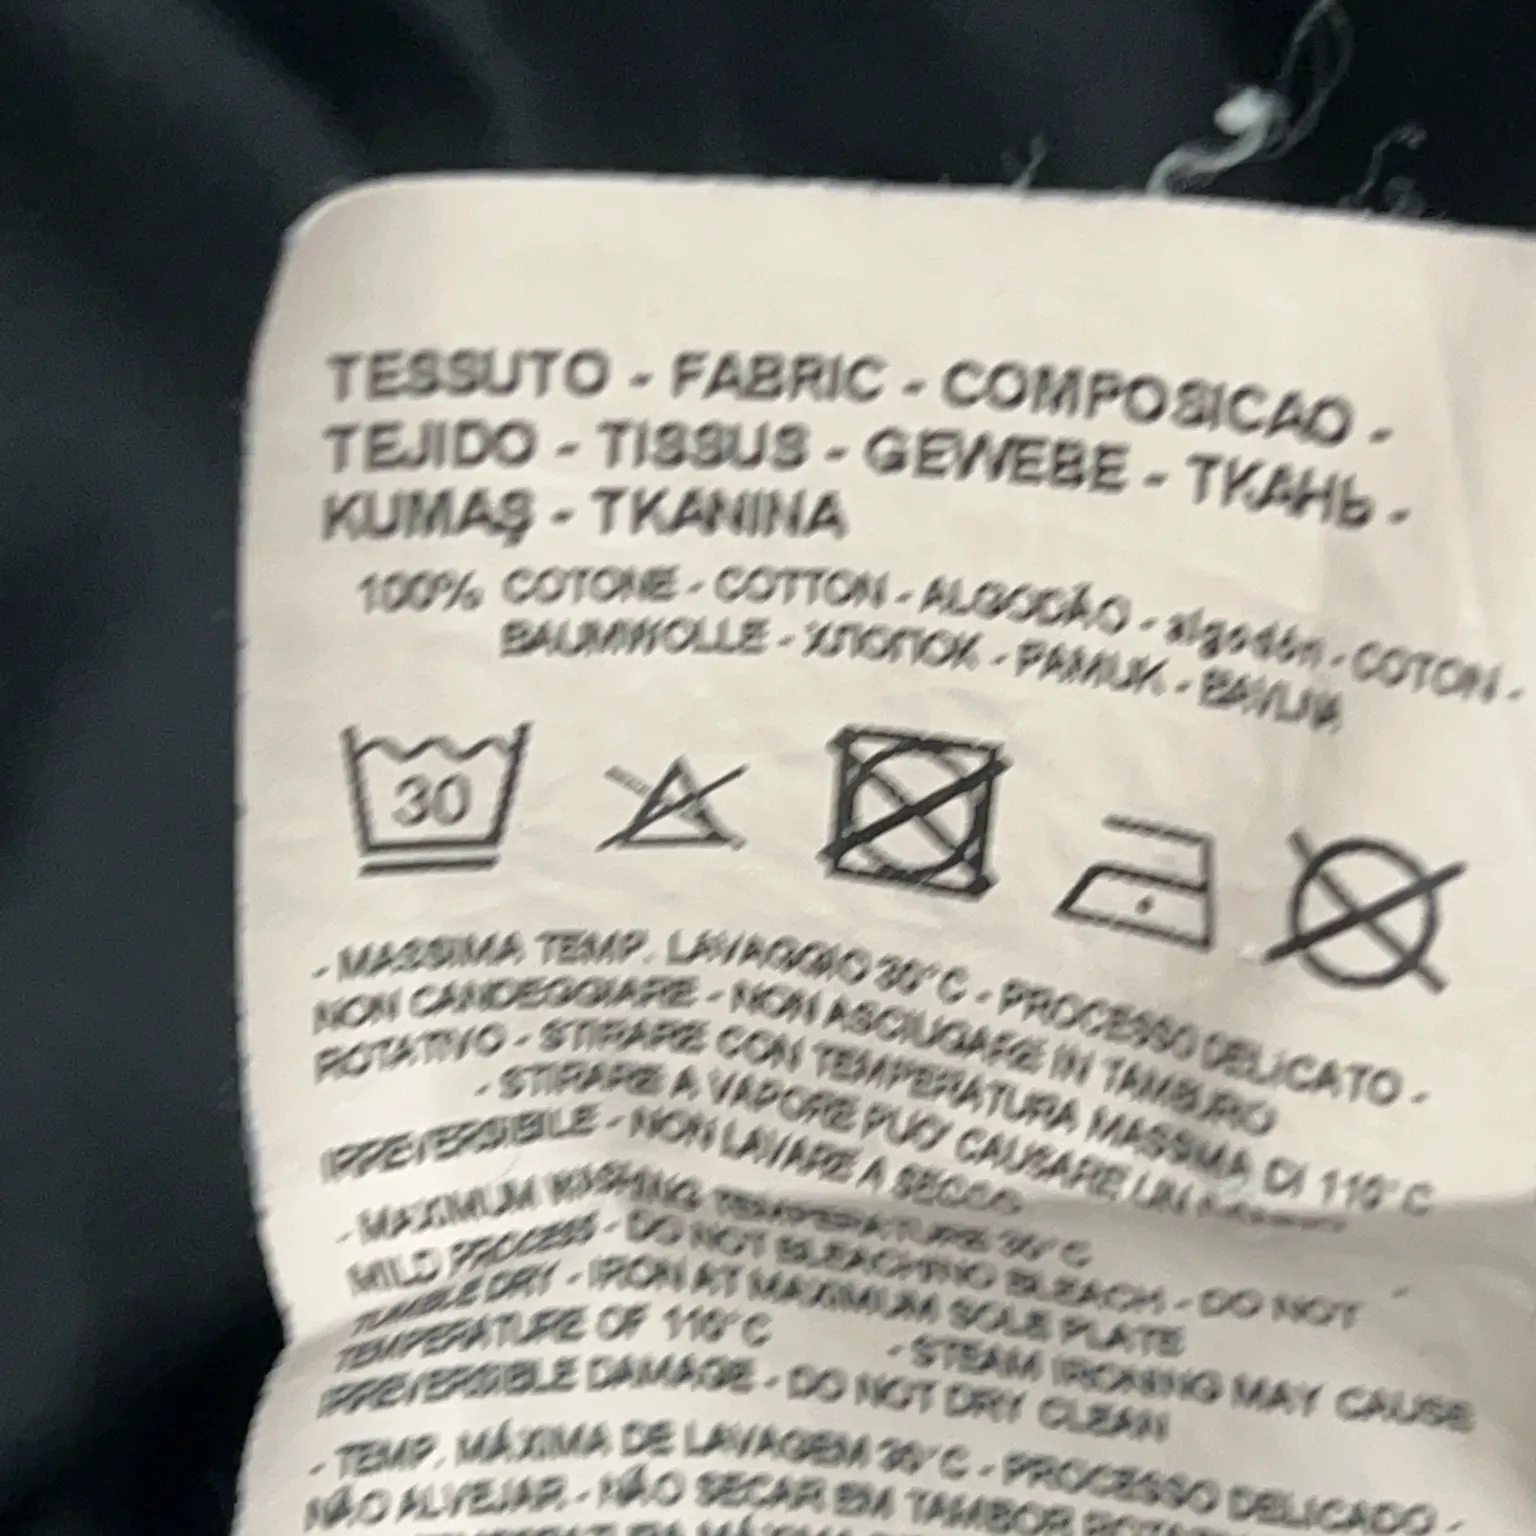 TESSUTO - FABRIC - COMPOSICAO -
TEJIDO - TISSUS - GEWEBE - ТКАНЬ -
KUMAŞ - TKANINA
100% COTONE - COTTON - ALGODÃO - algodón - COTON -
BAUMWOLLE - ХЛОПОК - PAMUK - BAVLNA
30
- MASSIMA TEMP. LAVAGGIO 30°C - PROCESSO DELICATO -
NON CANDEGGIARE - NON ASCIUGARE IN TAMBURO
ROTATIVO - STIRARE CON TEMPERATURA MASSIMA DI 110°C
- STIRARE A VAPORE PUO' CAUSARE UN
IRREVERSIBILE - NON LAVARE A SECCO
- MAXIMUM WASHING TEMPERATURE 30°C -
MILD PROCESS - DO NOT BLEACHING BLEACH - DO NOT
TUMBLE DRY - IRON AT MAXIMUM SOLE PLATE
TEMPERATURE OF 110°C - STEAM IRONING MAY CAUSE
IRREVERSIBLE DAMAGE - DO NOT DRY CLEAN
- TEMP. MÁXIMA DE LAVAGEM 30°C - PROCESSO DELICADO -
NÃO ALVEJAR - NÃO SECAR EM TAMBOR